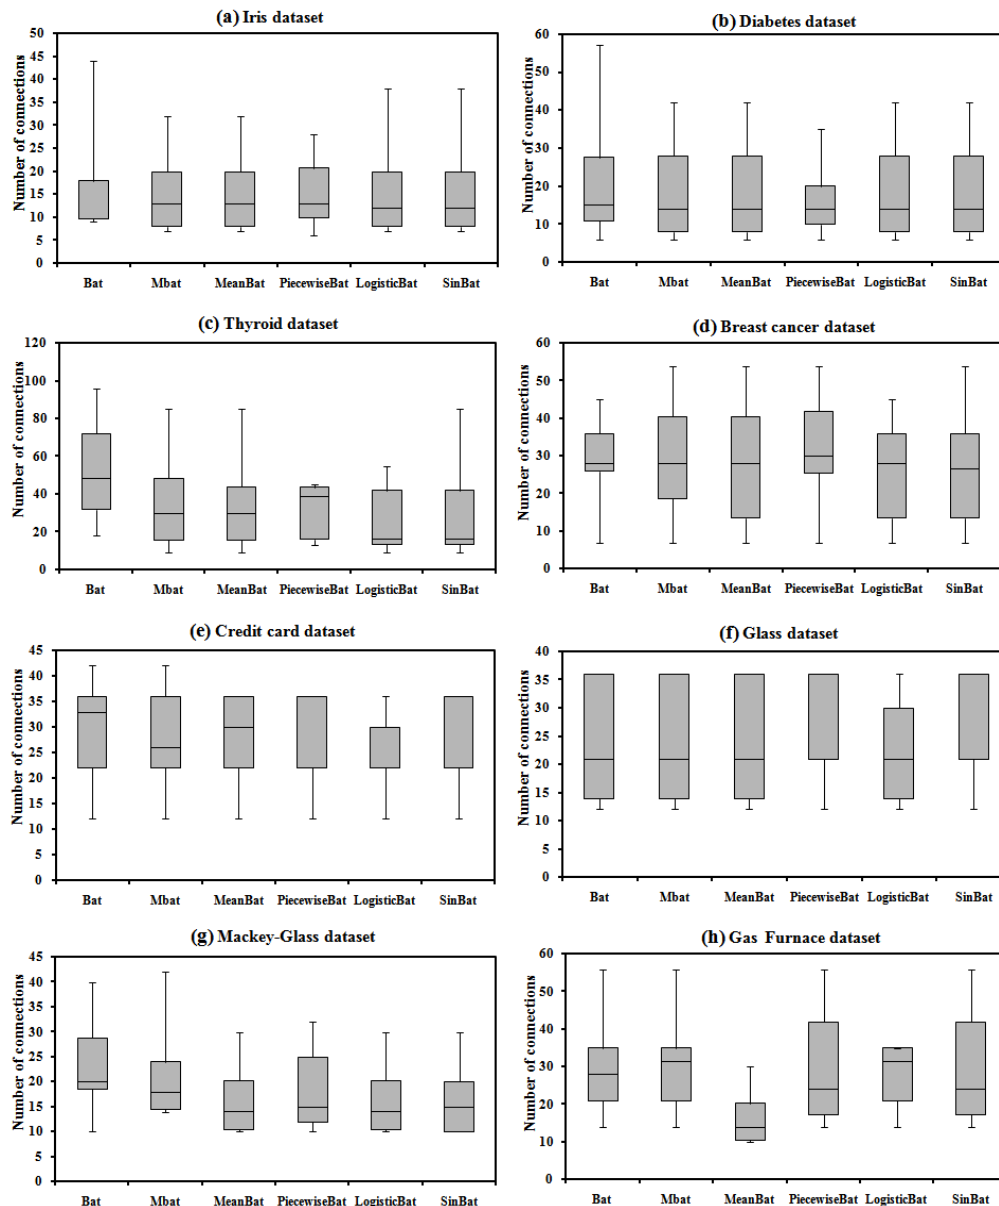 (a) Iris dataset
Number of connections
50
45
40
35
30
25
20
15
10
5
0
Bat Mbat MeanBat PiecewiseBat LogisticBat SinBat
(b) Diabetes dataset
Number of connections
60
50
40
30
20
10
0
Bat Mbat MeanBat PiecewiseBat LogisticBat SinBat
(c) Thyroid dataset
Number of connections
120
100
80
60
40
20
0
Bat Mbat MeanBat PiecewiseBat LogisticBat SinBat
(d) Breast cancer dataset
Number of connections
60
50
40
30
20
10
0
Bat Mbat MeanBat PiecewiseBat LogisticBat SinBat
(e) Credit card dataset
Number of connections
45
40
35
30
25
20
15
10
5
0
Bat Mbat MeanBat PiecewiseBat LogisticBat SinBat
(f) Glass dataset
Number of connections
40
35
30
25
20
15
10
5
0
Bat Mbat MeanBat PiecewiseBat LogisticBat SinBat
(g) Mackey-Glass dataset
Number of connections
45
40
35
30
25
20
15
10
5
0
Bat Mbat MeanBat PiecewiseBat LogisticBat SinBat
(h) Gas Furnace dataset
Number of connections
60
50
40
30
20
10
0
Bat Mbat MeanBat PiecewiseBat LogisticBat SinBat